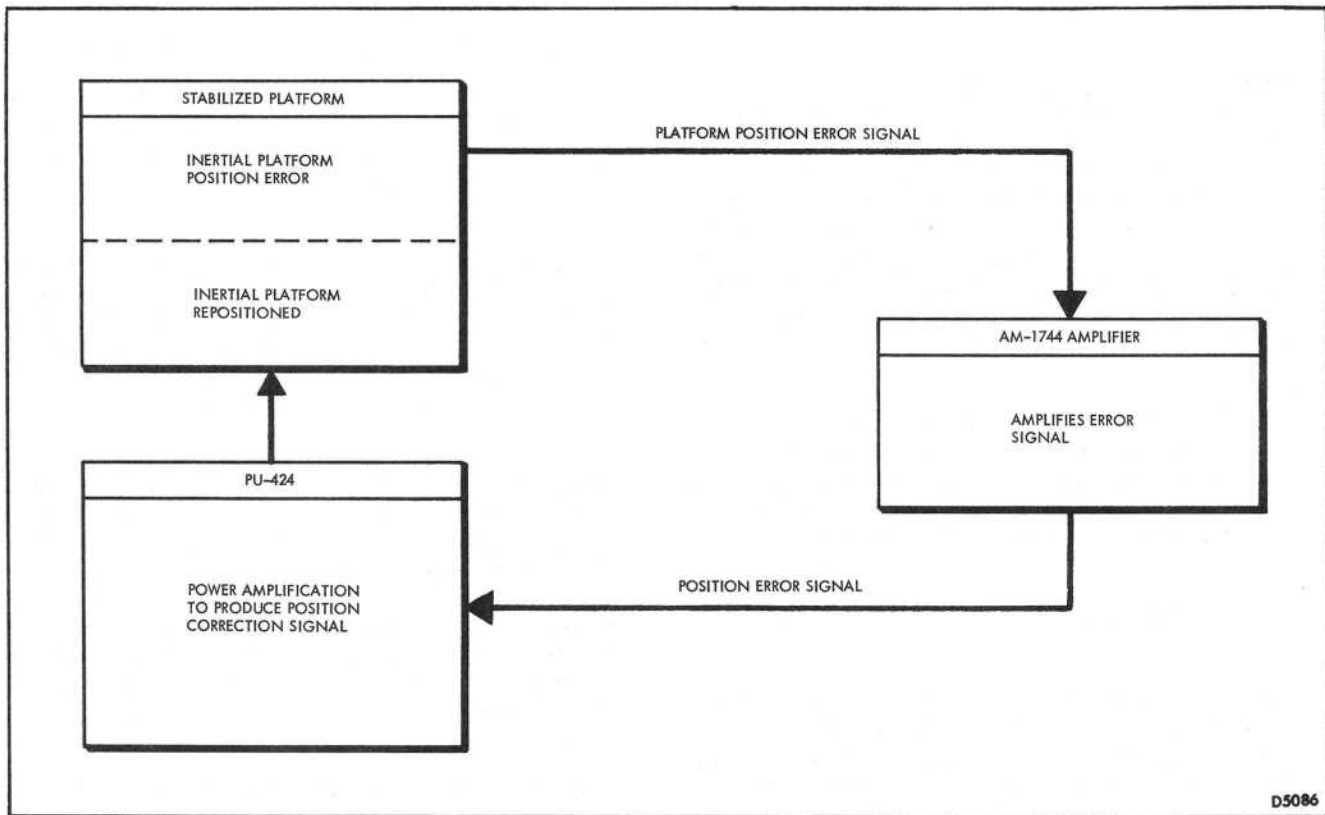 STABILIZED PLATFORM
INERTIAL PLATFORM
POSITION ERROR
INERTIAL PLATFORM
REPOSITIONED
PLATFORM POSITION ERROR SIGNAL
AM-1744 AMPLIFIER
AMPLIFIES ERROR
SIGNAL
POSITION ERROR SIGNAL
PU-424
POWER AMPLIFICATION
TO PRODUCE POSITION
CORRECTION SIGNAL
D5086